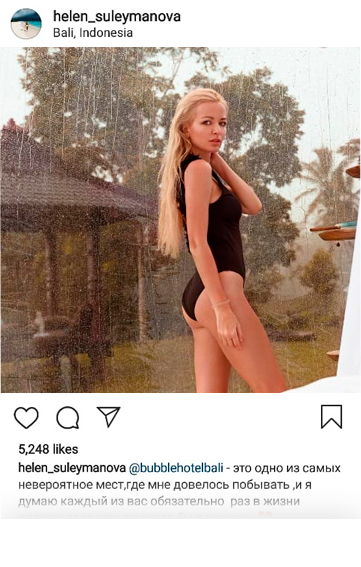 helen_suleymanova
Bali, Indonesia
5,248 likes
helen_suleymanova @bubblehotelbali - это одно из самых
невероятное мест,где мне довелось побывать ,и я
думаю каждый из вас обязательно раз в жизни